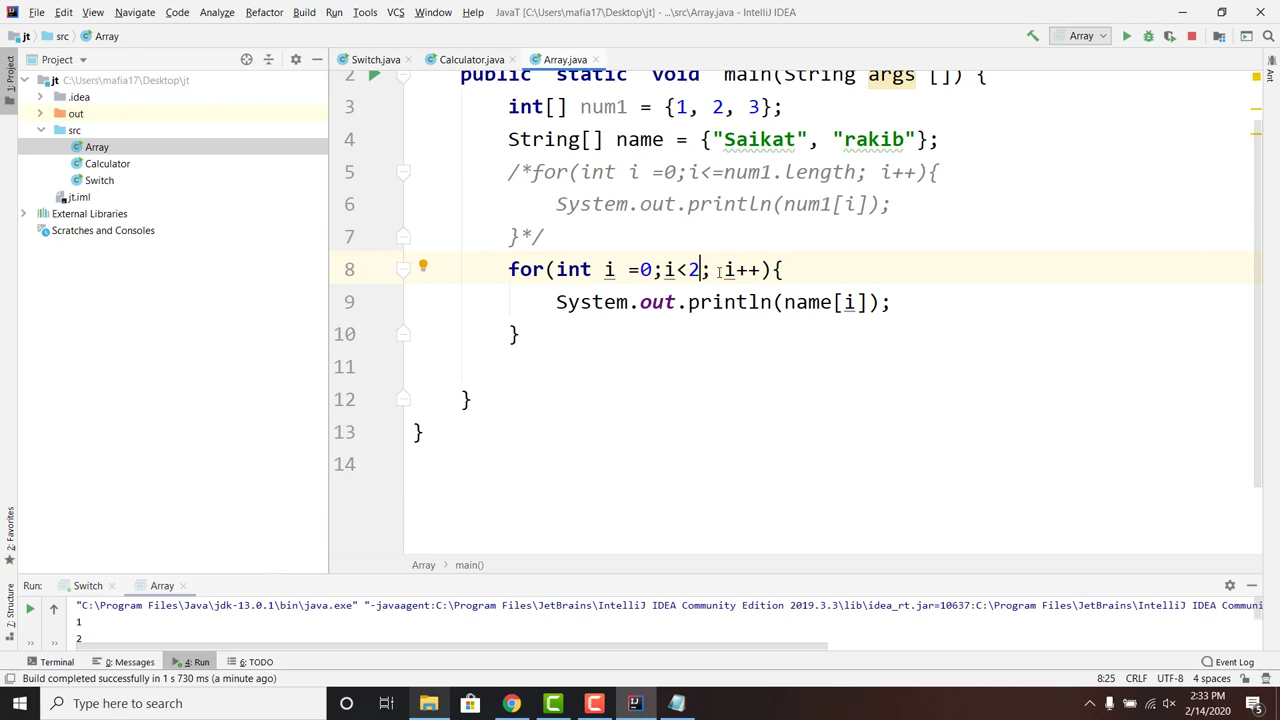 File Edit View Navigate Code Analyze Refactor Build Run Tools VCS Window Help JavaT [C:\Users\mafia17\Desktop\jt] - ...\src\Array.java - IntelliJ IDEA
jt src Array Array
Project Switch.java Calculator.java Array.java
1: Project
Ant
jt C:\Users\mafia17\Desktop\jt
.idea
out
src
Array
Calculator
Switch
jt.iml
External Libraries
Scratches and Consoles
2 public static void main(String args []) {
3 int[] num1 = {1, 2, 3};
4 String[] name = {"Saikat", "rakib"};
5 /*for(int i =0;i<=num1.length; i++){
6 System.out.println(num1[i]);
7 }*/
8 for(int i =0;i<2; i++){
9 System.out.println(name[i]);
10 }
11
12 }
13 }
14
Array main()
2: Favorites
7: Structure
Run: Switch Array
"C:\Program Files\Java\jdk-13.0.1\bin\java.exe" "-javaagent:C:\Program Files\JetBrains\IntelliJ IDEA Community Edition 2019.3.3\lib\idea_rt.jar=10637:C:\Program Files\JetBrains\IntelliJ IDEA Communi
1
2
Terminal 0: Messages 4: Run 6: TODO Event Log
Build completed successfully in 1 s 730 ms (a minute ago) 8:25 CRLF UTF-8 4 spaces
Type here to search
2:33 PM
2/14/2020
5